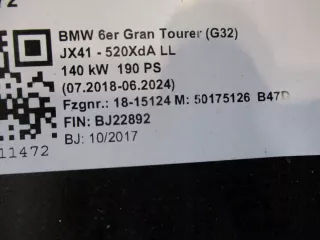 72
BMW 6er Gran Tourer (G32)
JX41 - 520XdA LL
140 kW 190 PS
(07.2018-06.2024)
Fzgnr.: 18-15124 M: 50175126 B47D
FIN: BJ22892
BJ: 10/2017
11472